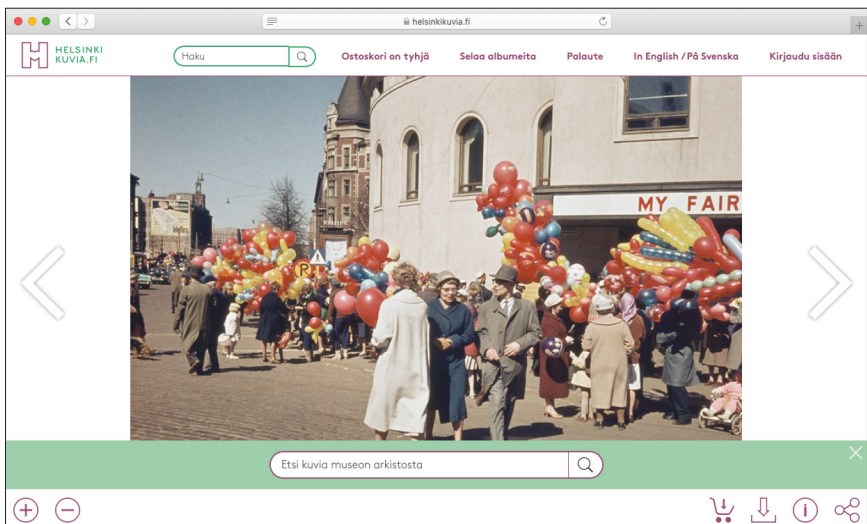 helsinkikuvia.fi
HELSINKI
KUVIA.FI
Haku
Ostoskori on tyhjä
Selaa albumeita
Palaute
In English / På Svenska
Kirjaudu sisään
MY FAIR
Etsi kuvia museon arkistosta